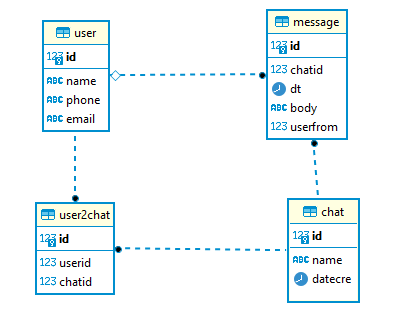 user
123 id
ABC name
ABC phone
ABC email
message
123 id
123 chatid
dt
ABC body
123 userfrom
user2chat
123 id
123 userid
123 chatid
chat
123 id
ABC name
datecre